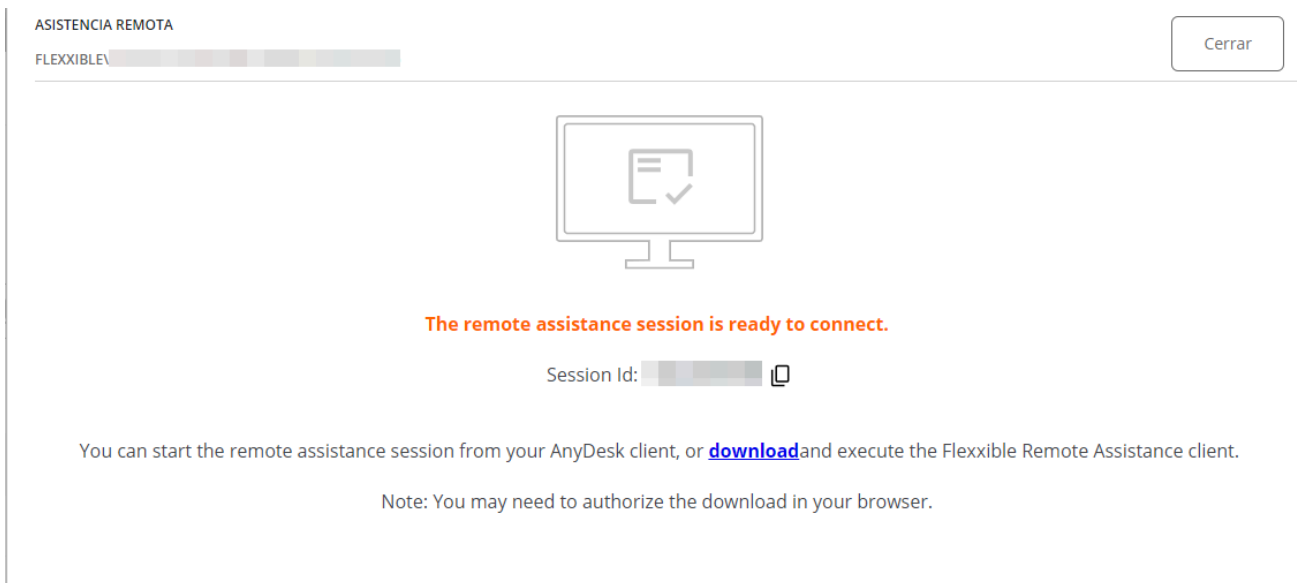 ASISTENCIA REMOTA
Cerrar
FLEXXIBLE\
The remote assistance session is ready to connect.
Session Id:
You can start the remote assistance session from your AnyDesk client, or downloadand execute the Flexxible Remote Assistance client.
Note: You may need to authorize the download in your browser.